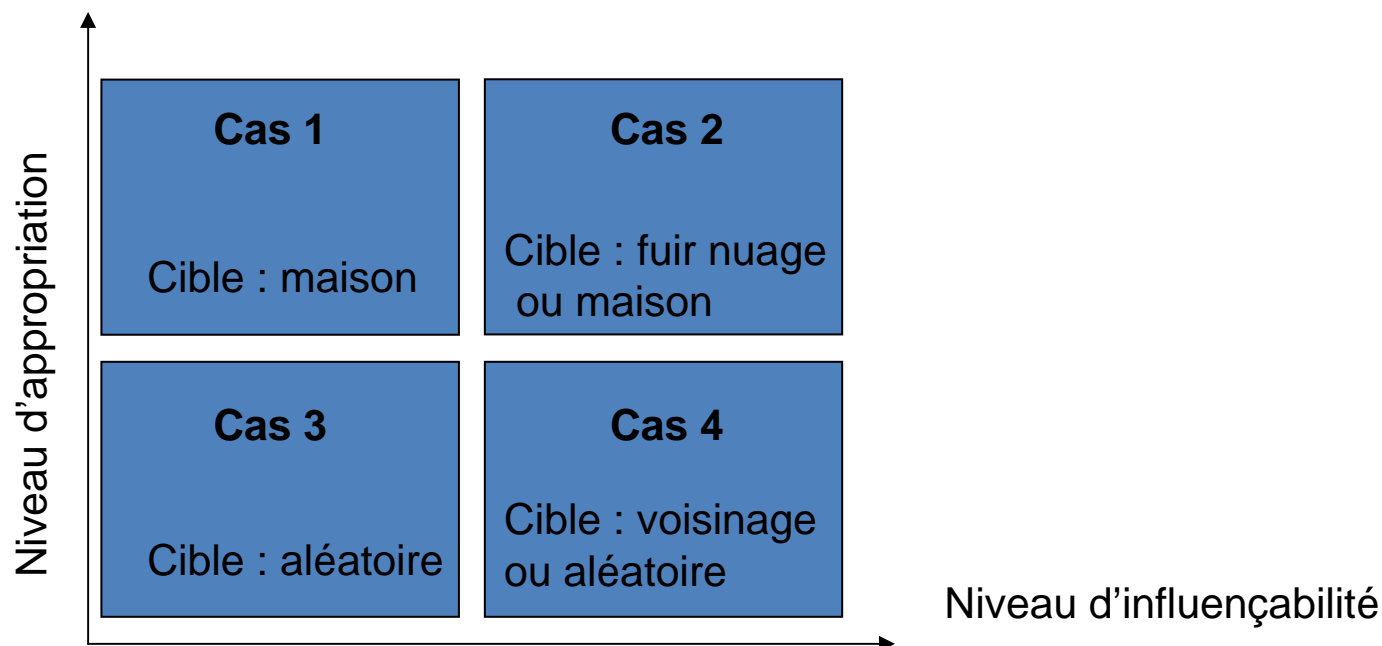 Niveau d’appropriation
Cas 1
Cible : maison
Cas 2
Cible : fuir nuage
ou maison
Cas 3
Cible : aléatoire
Cas 4
Cible : voisinage
ou aléatoire
Niveau d’influençabilité